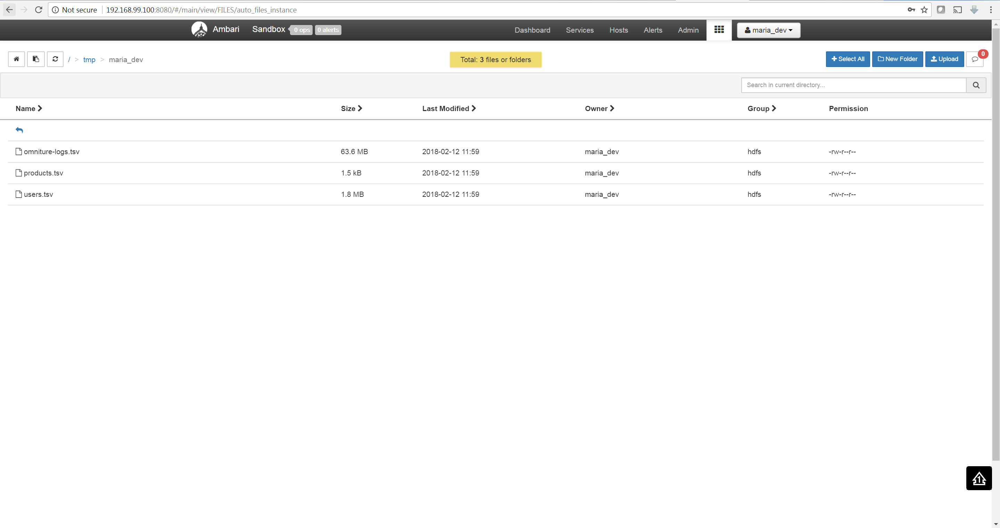 Not secure 192.168.99.100:8080/#/main/view/FILES/auto_files_instance
Ambari Sandbox 0 ops 0 alerts Dashboard Services Hosts Alerts Admin maria_dev
/ > tmp > maria_dev Total: 3 files or folders Select All New Folder Upload 0
Search in current directory...
Name Size Last Modified Owner Group Permission
omniture-logs.tsv 63.6 MB 2018-02-12 11:59 maria_dev hdfs -rw-r--r--
products.tsv 1.5 kB 2018-02-12 11:59 maria_dev hdfs -rw-r--r--
users.tsv 1.8 MB 2018-02-12 11:59 maria_dev hdfs -rw-r--r--
1